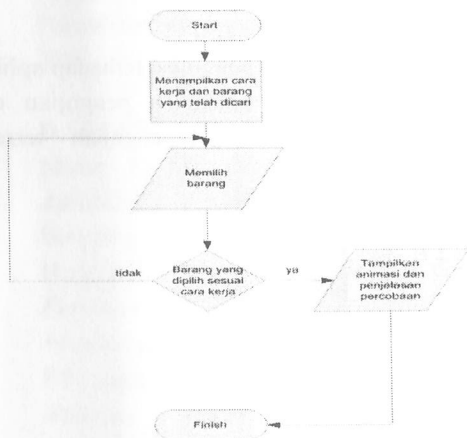 Start
Menampilkan cara
kerja dan barang
yang telah dicari
Memilih
barang
tidak
Barang yang
dipilih sesuai
cara kerja
ya
Tampilkan
animasi dan
penjelasan
percobaan
Finish